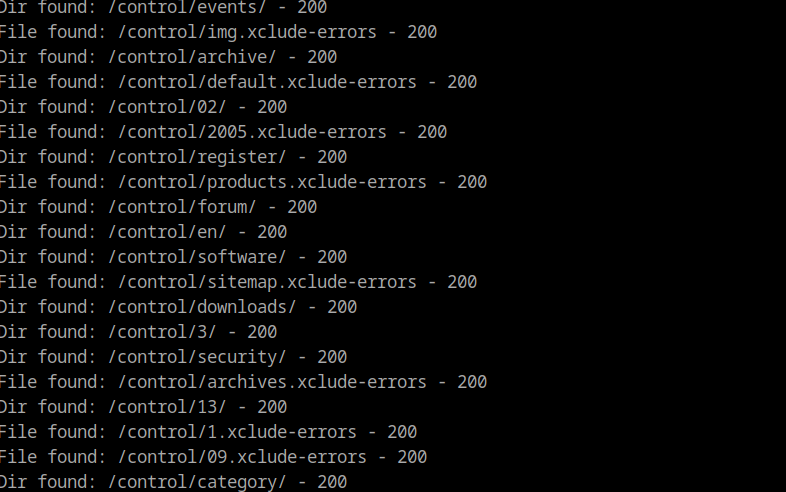 Dir found: /control/events/ - 200
File found: /control/img.xclude-errors - 200
Dir found: /control/archive/ - 200
File found: /control/default.xclude-errors - 200
Dir found: /control/02/ - 200
File found: /control/2005.xclude-errors - 200
Dir found: /control/register/ - 200
File found: /control/products.xclude-errors - 200
Dir found: /control/forum/ - 200
Dir found: /control/en/ - 200
Dir found: /control/software/ - 200
File found: /control/sitemap.xclude-errors - 200
Dir found: /control/downloads/ - 200
Dir found: /control/3/ - 200
Dir found: /control/security/ - 200
File found: /control/archives.xclude-errors - 200
Dir found: /control/13/ - 200
File found: /control/1.xclude-errors - 200
File found: /control/09.xclude-errors - 200
Dir found: /control/category/ - 200